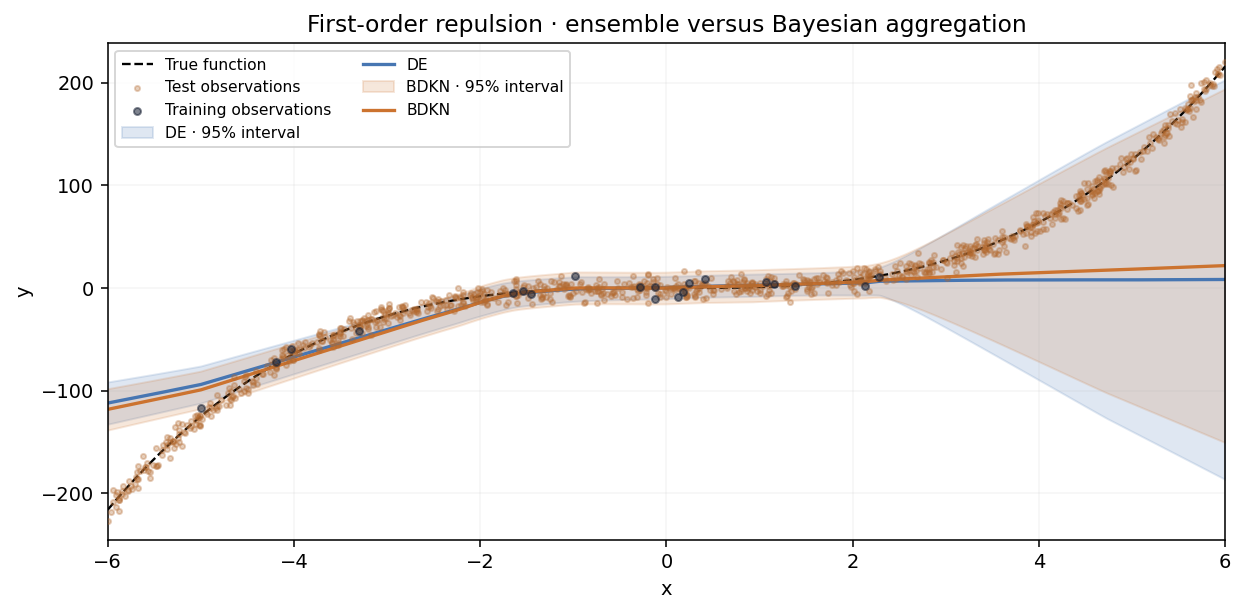 First-order repulsion · ensemble versus Bayesian aggregation
True function
Test observations
Training observations
DE · 95% interval
DE
BDKN · 95% interval
BDKN
y
200
100
0
−100
−200
−6
−4
−2
0
2
4
6
x